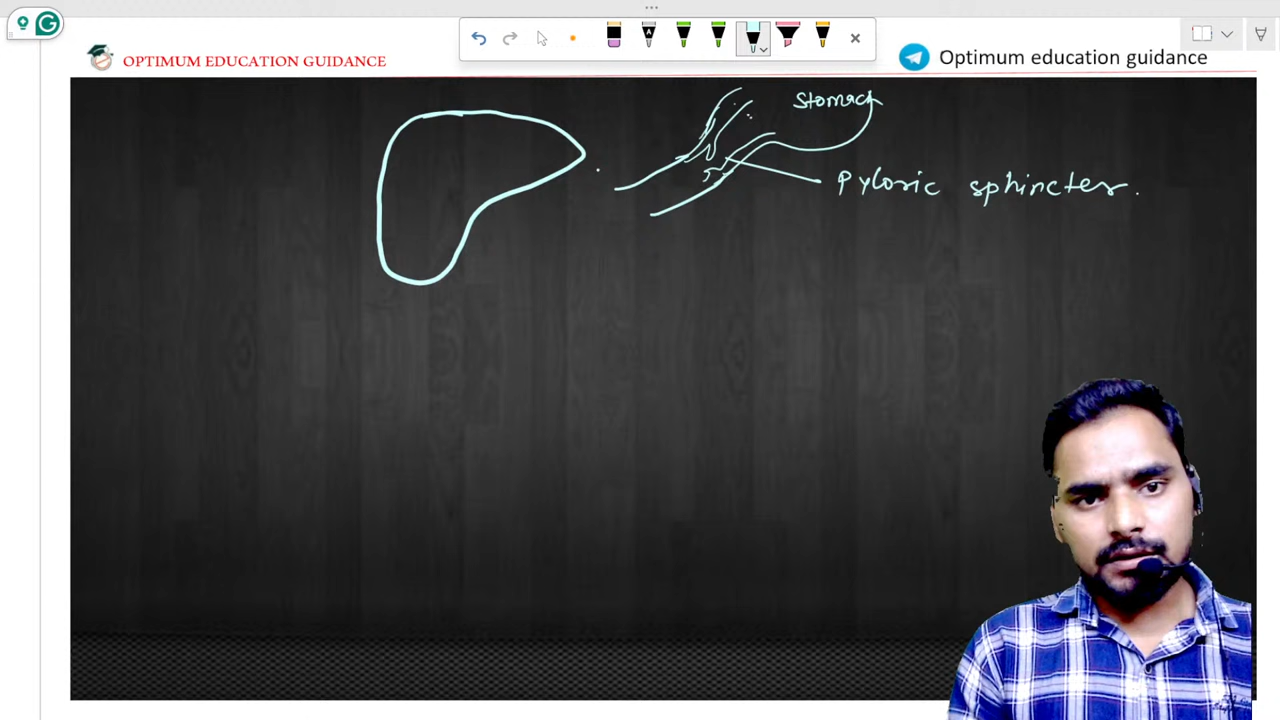 OPTIMUM EDUCATION GUIDANCE
Optimum education guidance
Stomach
Pyloric sphincter.